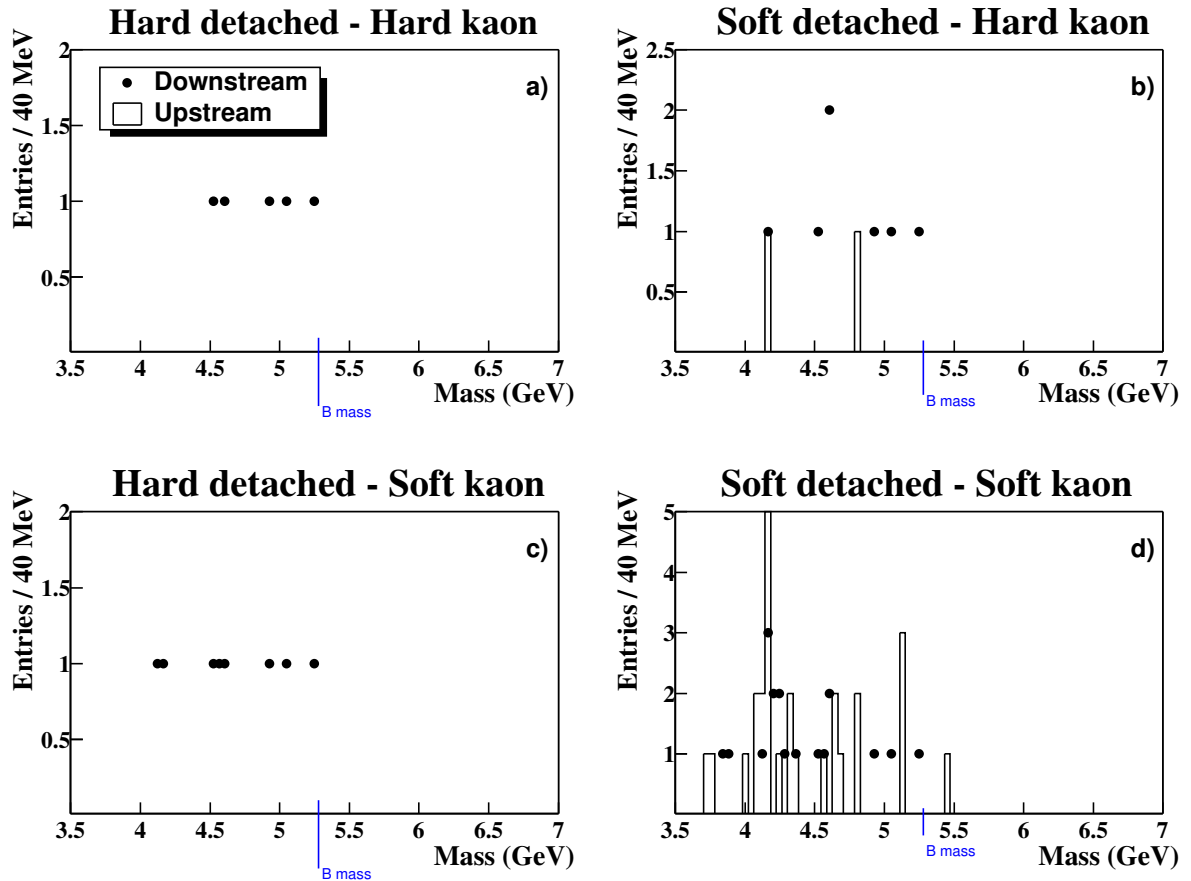 Hard detached - Hard kaon
Entries / 40 MeV
2
1.5
1
0.5
Downstream
Upstream
a)
3.5 4 4.5 5 5.5 6 6.5 7
Mass (GeV)
B mass
Soft detached - Hard kaon
Entries / 40 MeV
2.5
2
1.5
1
0.5
b)
3.5 4 4.5 5 5.5 6 6.5 7
Mass (GeV)
B mass
Hard detached - Soft kaon
Entries / 40 MeV
2
1.5
1
0.5
c)
3.5 4 4.5 5 5.5 6 6.5 7
Mass (GeV)
B mass
Soft detached - Soft kaon
Entries / 40 MeV
5
4
3
2
1
d)
3.5 4 4.5 5 5.5 6 6.5 7
Mass (GeV)
B mass